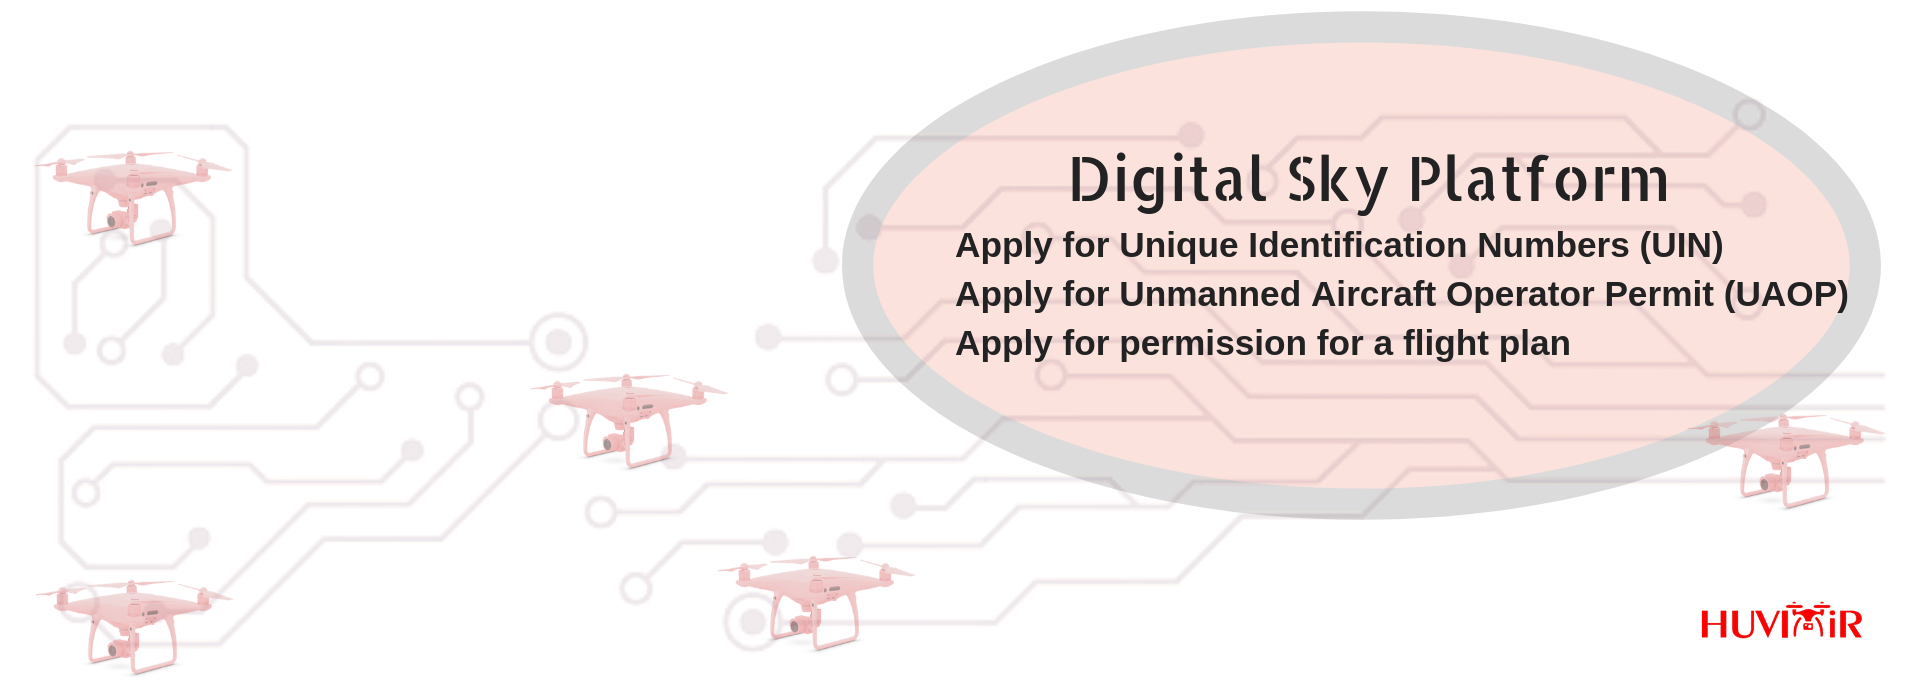 Digital Sky Platform
Apply for Unique Identification Numbers (UIN)
Apply for Unmanned Aircraft Operator Permit (UAOP)
Apply for permission for a flight plan
HUVIAiR